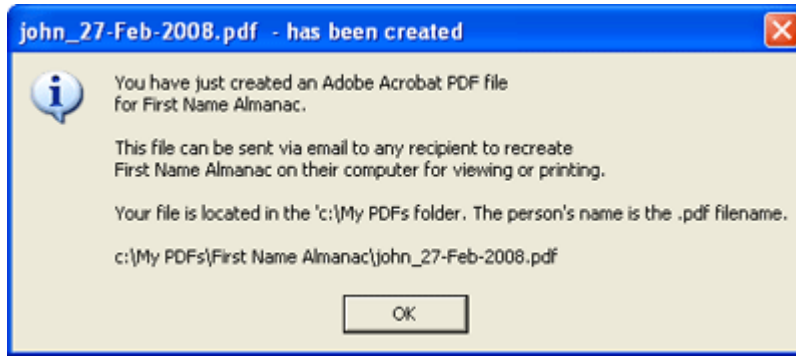 john_27-Feb-2008.pdf - has been created
You have just created an Adobe Acrobat PDF file
for First Name Almanac.
This file can be sent via email to any recipient to recreate
First Name Almanac on their computer for viewing or printing.
Your file is located in the 'c:\My PDFs folder. The person's name is the .pdf filename.
c:\My PDFs\First Name Almanac\john_27-Feb-2008.pdf
OK